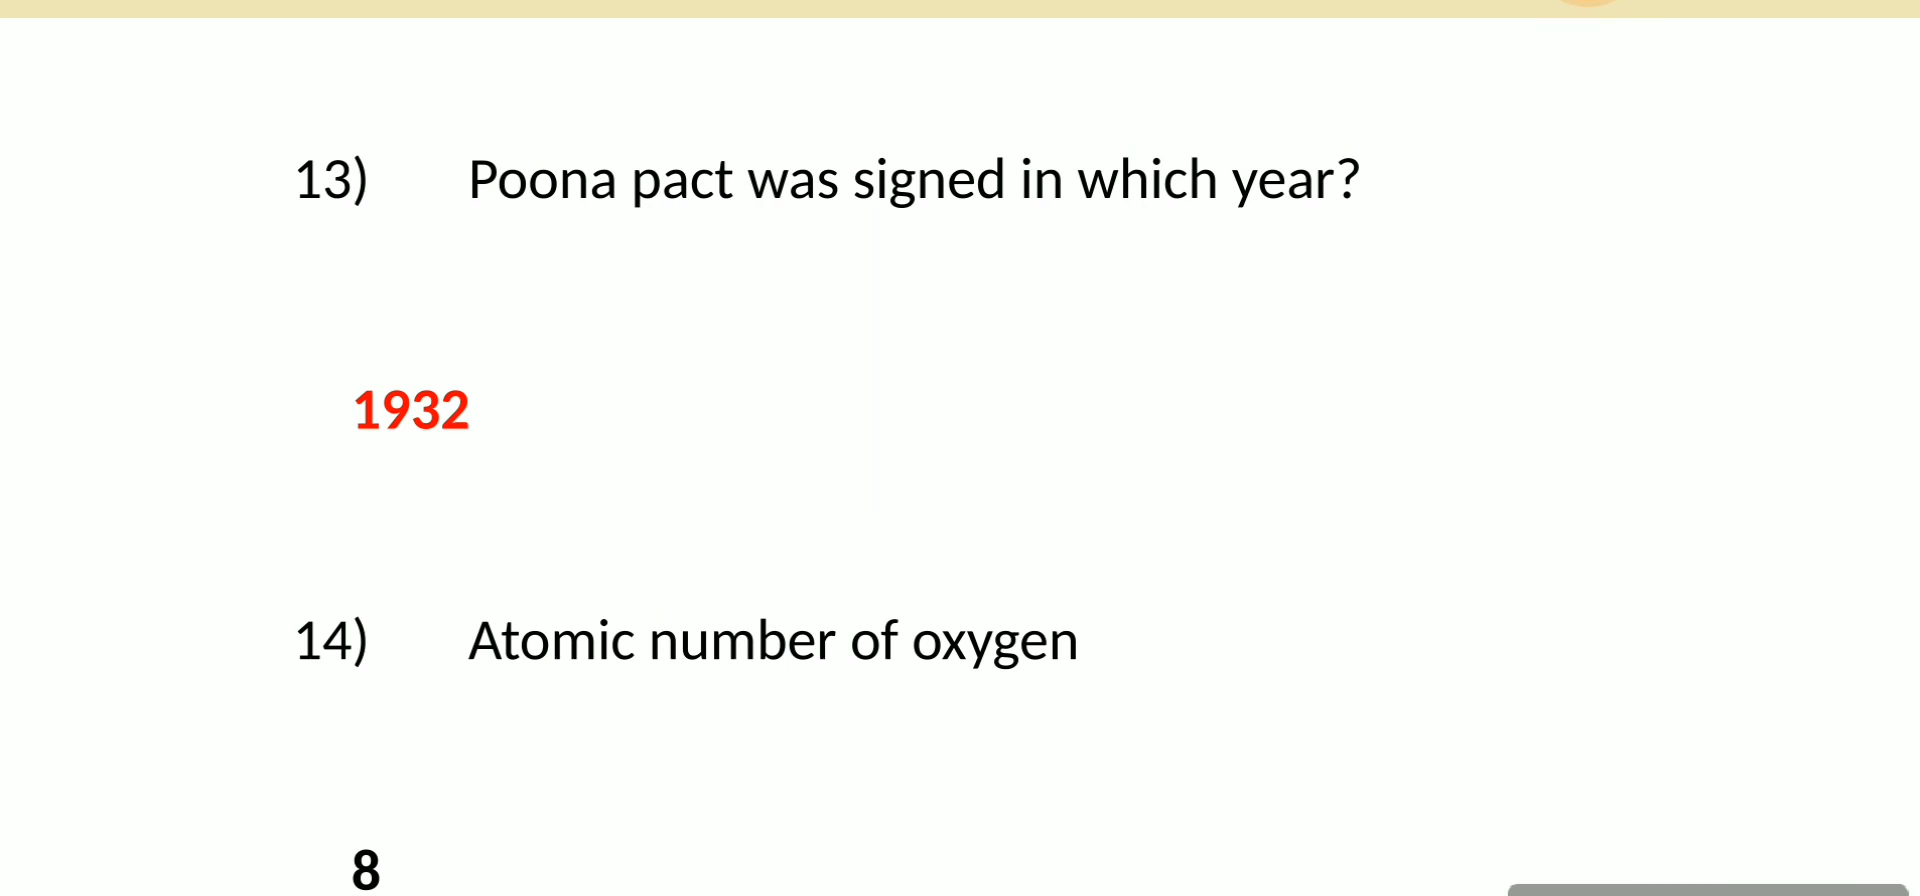 13) Poona pact was signed in which year?
1932
14) Atomic number of oxygen
8